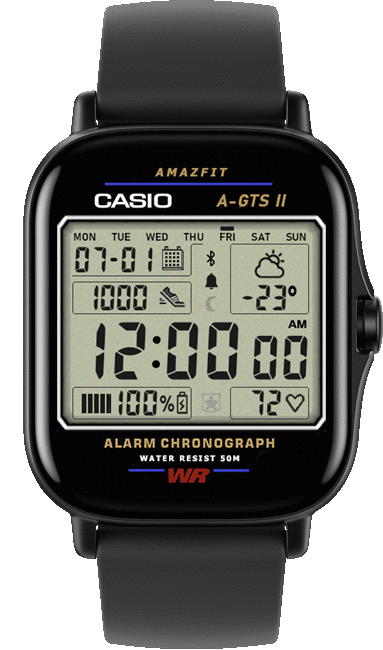 AMAZFIT
CASIO A-GTS II
MON TUE WED THU FRI SAT SUN
07-01
1000 -23°
12:00 00 AM
100% 72
ALARM CHRONOGRAPH
WATER RESIST 50M
WR